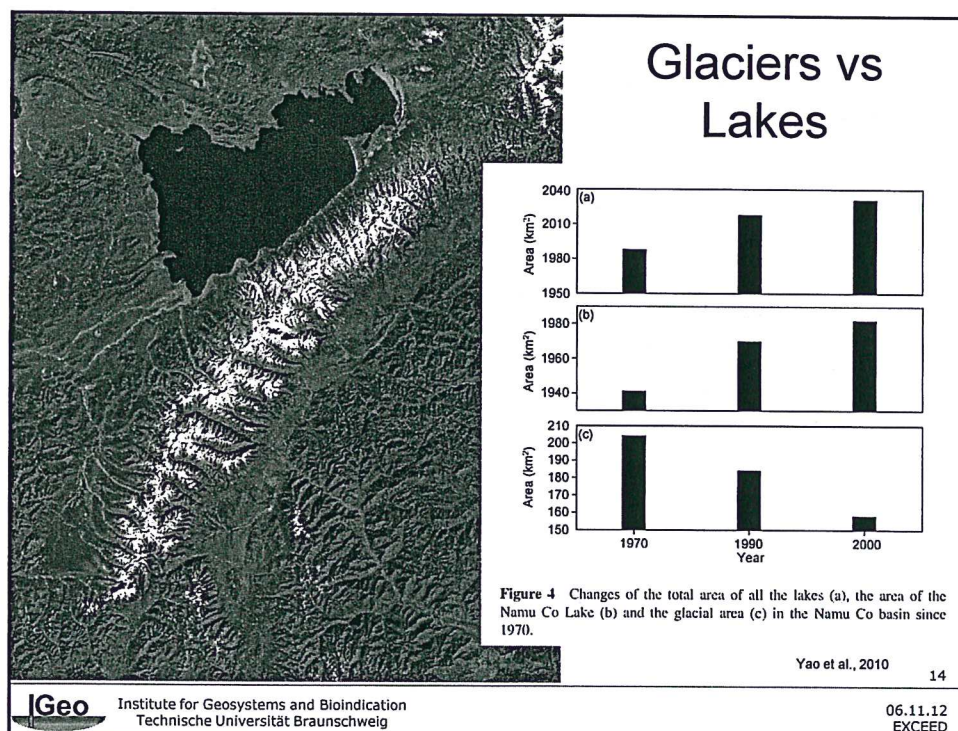 Glaciers vs
Lakes
2040
2010
1980
1950
Area (km²)
(a)
1980
1960
1940
Area (km²)
(b)
210
200
190
180
170
160
150
Area (km²)
(c)
1970 1990 2000
Year
Figure 4 Changes of the total area of all the lakes (a), the area of the
Namu Co Lake (b) and the glacial area (c) in the Namu Co basin since
1970.
Yao et al., 2010
14
IGeo
Institute for Geosystems and Bioindication
Technische Universität Braunschweig
06.11.12
EXCEED